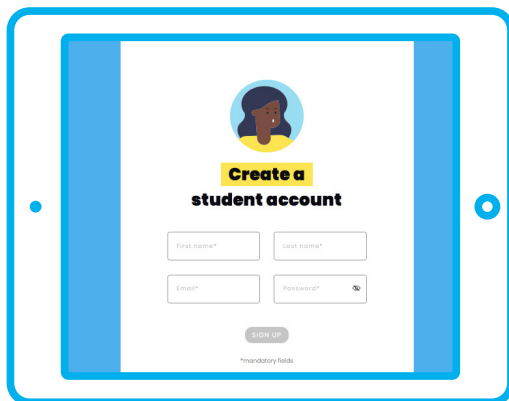 Create a
student account
First name*
Last name*
Email*
Password*
SIGN UP
*mandatory fields